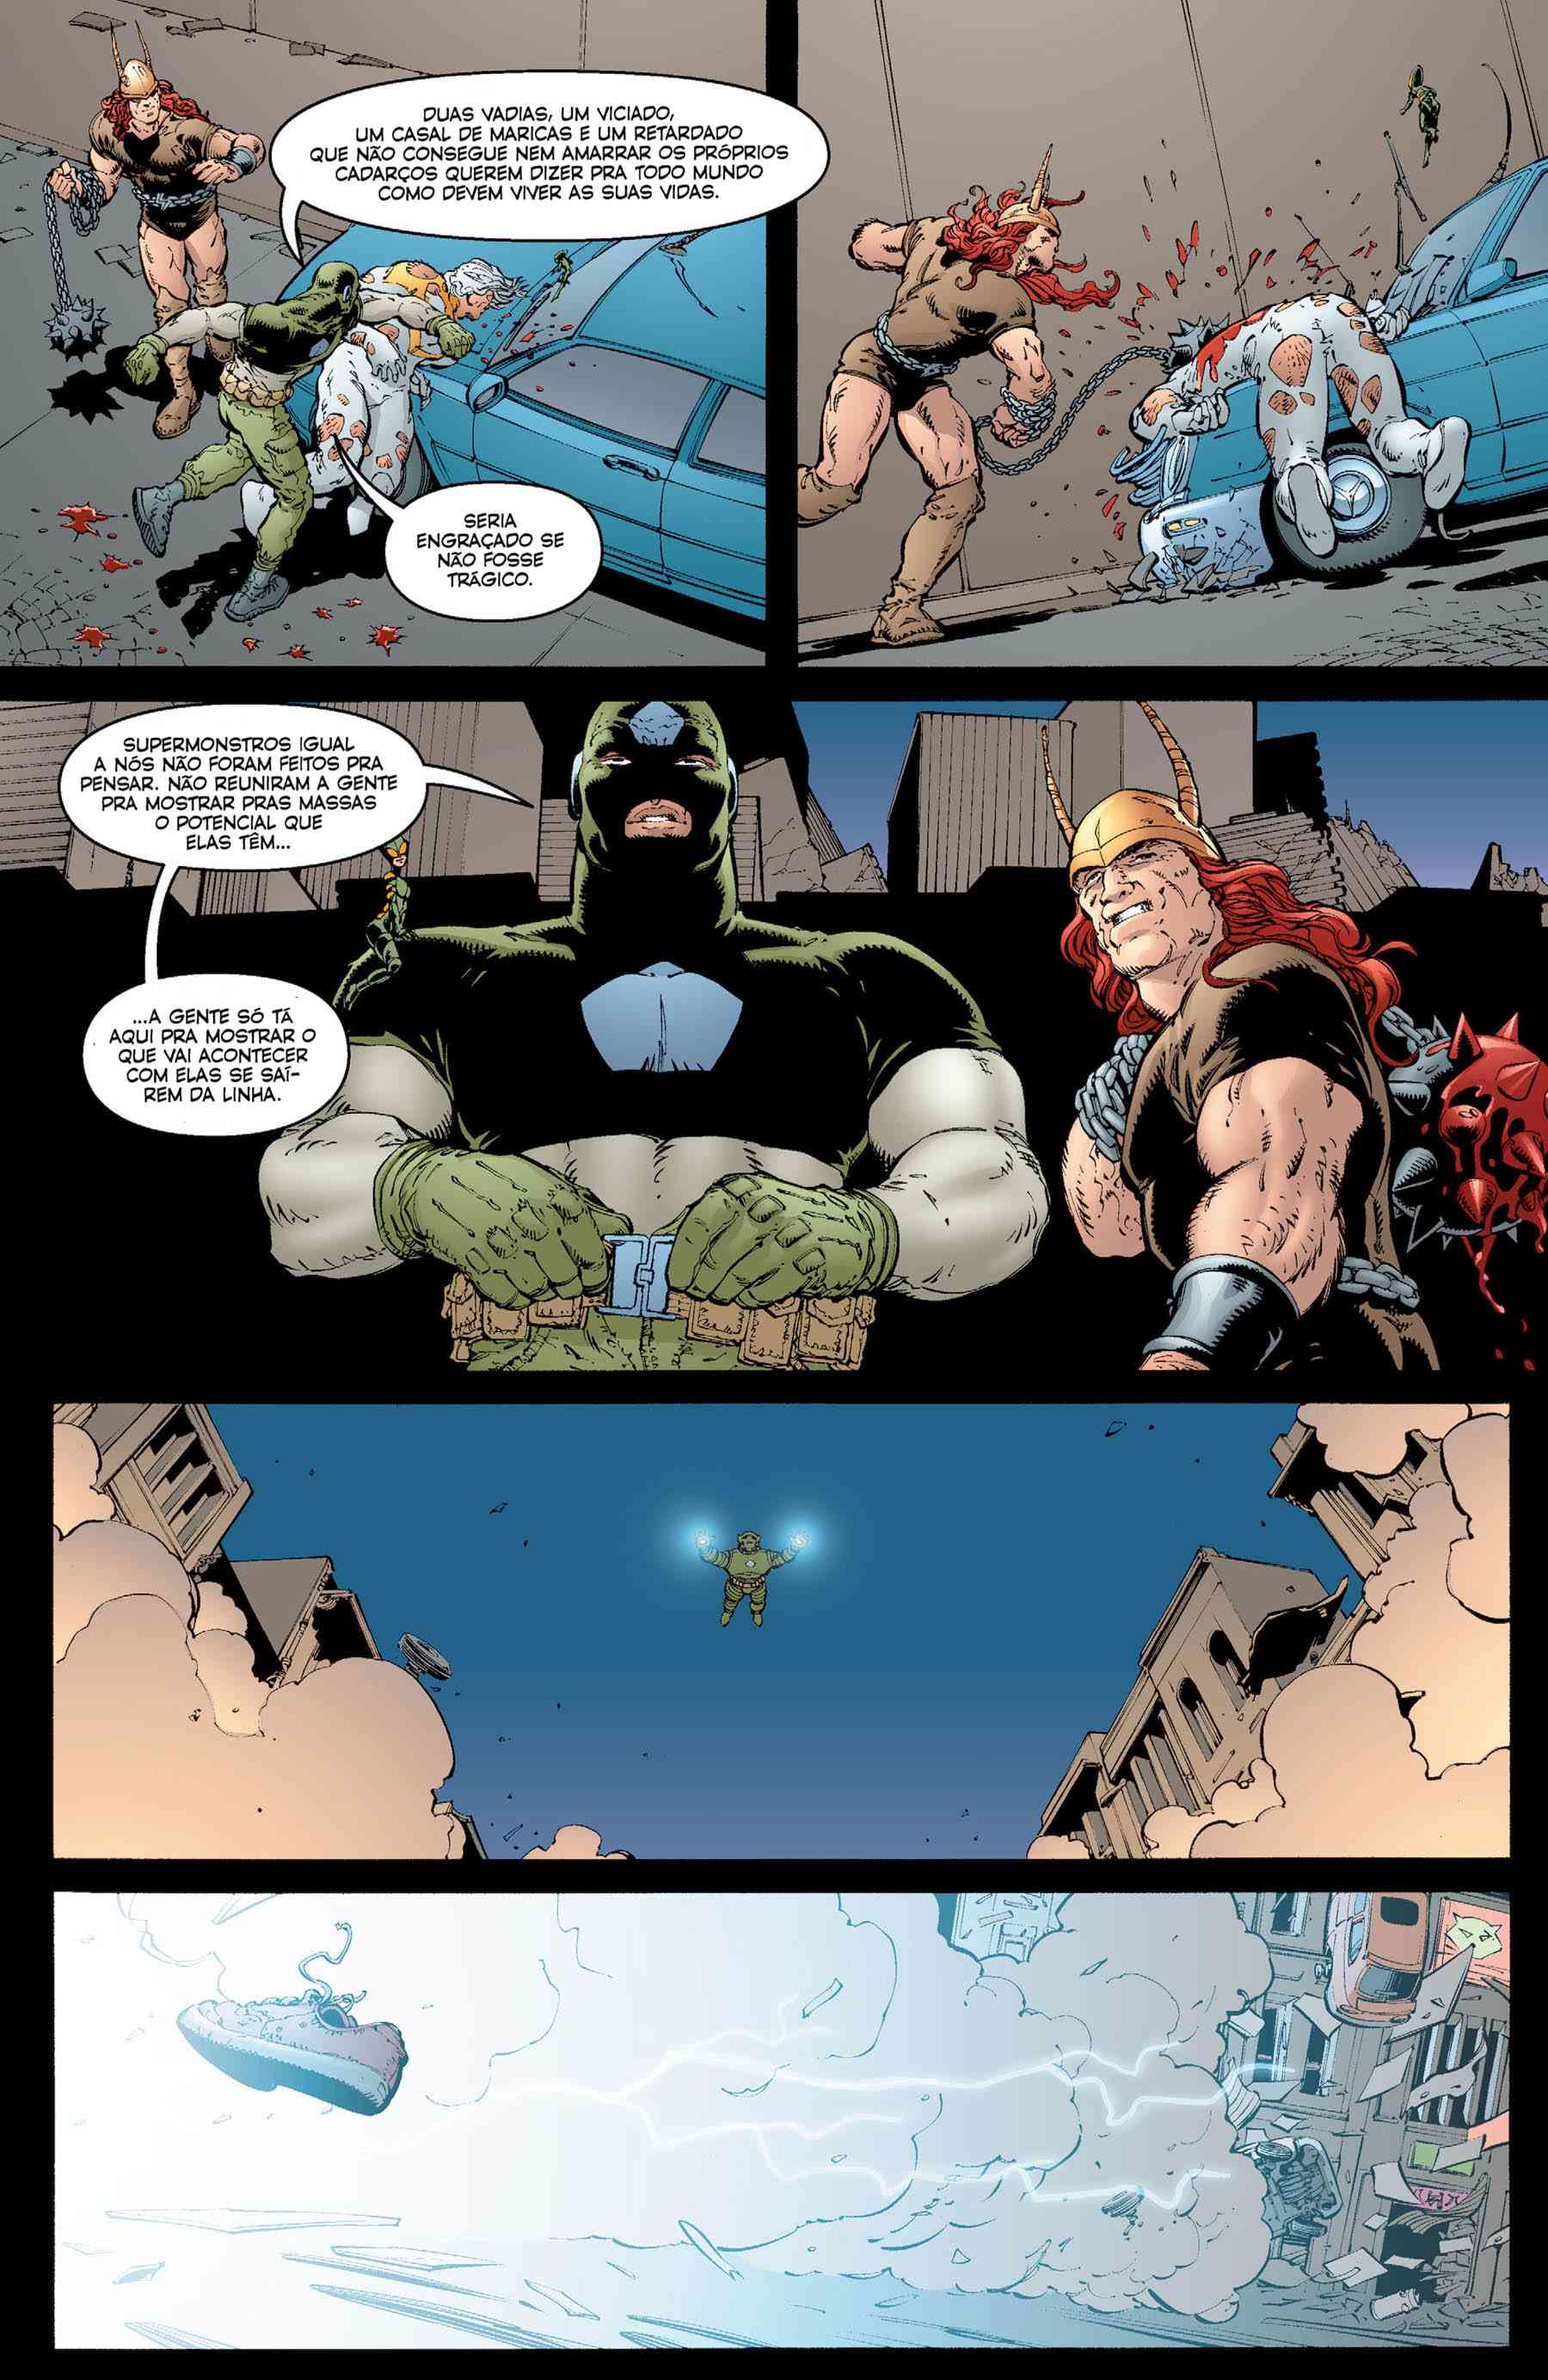 DUAS VADIAS, UM VICIADO,
UM CASAL DE MARICAS E UM RETARDADO
QUE NÃO CONSEGUE NEM AMARRAR OS PRÓPRIOS
CADARÇOS QUEREM DIZER PRA TODO MUNDO
COMO DEVEM VIVER AS SUAS VIDAS.
SERIA
ENGRAÇADO SE
NÃO FOSSE
TRÁGICO.
SUPERMONSTROS IGUAL
A NÓS NÃO FORAM FEITOS PRA
PENSAR. NÃO REUNIRAM A GENTE
PRA MOSTRAR PRAS MASSAS
O POTENCIAL QUE
ELAS TÊM...
...A GENTE SÓ TÁ
AQUI PRA MOSTRAR O
QUE VAI ACONTECER
COM ELAS SE SAÍ-
REM DA LINHA.